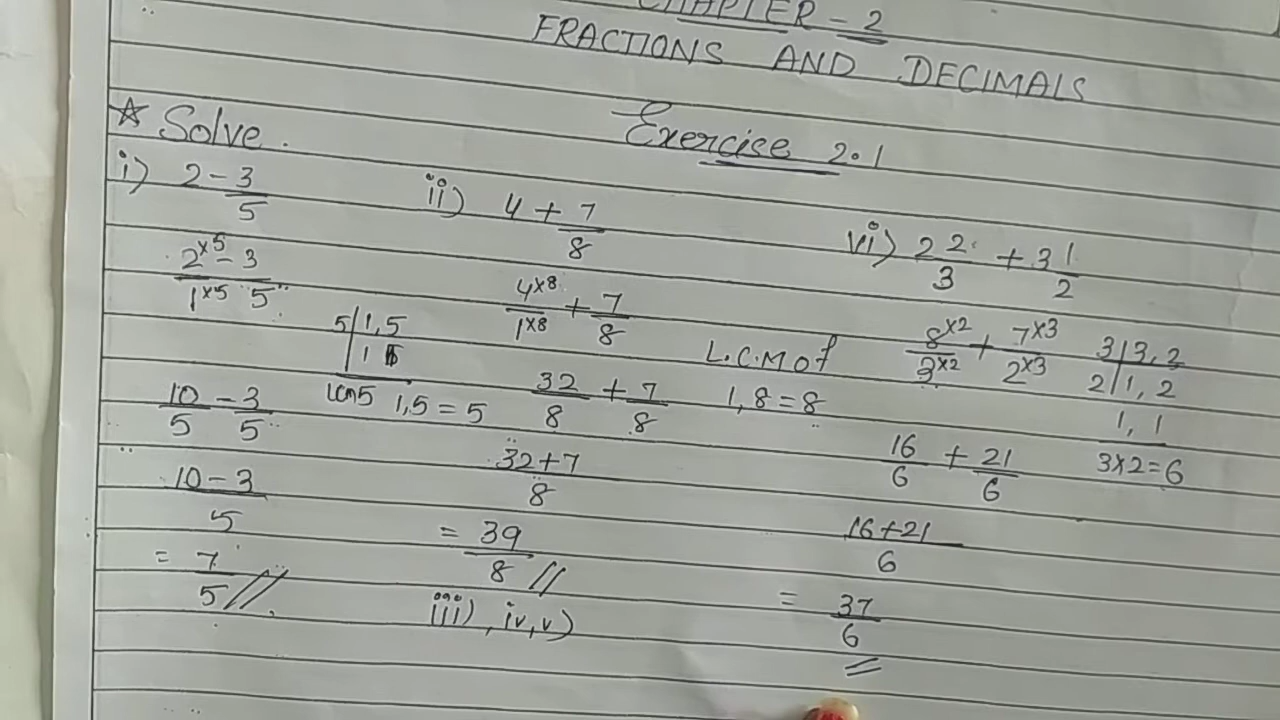 CHAPTER - 2
FRACTIONS AND DECIMALS
Exercise 2.1
☆ Solve.
i) 2 - 3/5
2×5/1×5 - 3/5
5 | 1, 5
| 1
LCM 1,5 = 5
10/5 - 3/5
10 - 3/5
= 7/5 //
ii) 4 + 7/8
4×8/1×8 + 7/8
L.C.M of
1, 8 = 8
32/8 + 7/8
32+7/8
= 39/8 //
iii), iv, v)
vi) 2 2/3 + 3 1/2
8×2/3×2 + 7×3/2×3
3 | 3, 2
2 | 1, 2
1, 1
3×2=6
16/6 + 21/6
16+21/6
= 37/6